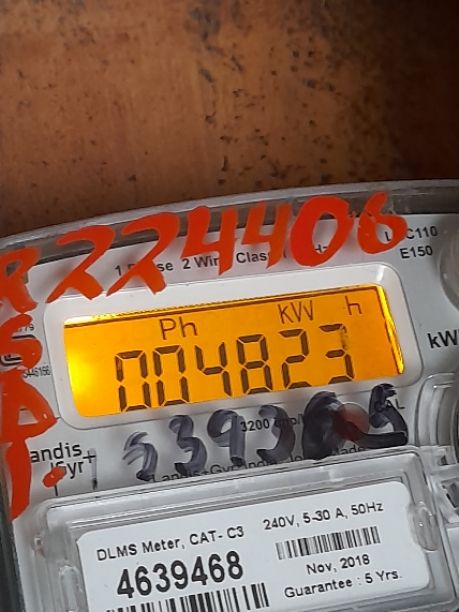 R224406
C110
E150
1 Phase 2 Wire Class
kW
Ph kW h
004823
3200
andis
Gyr
DLMS Meter, CAT- C3
240V, 5-30 A, 50Hz
4639468
Nov, 2018
Guarantee : 5 Yrs.